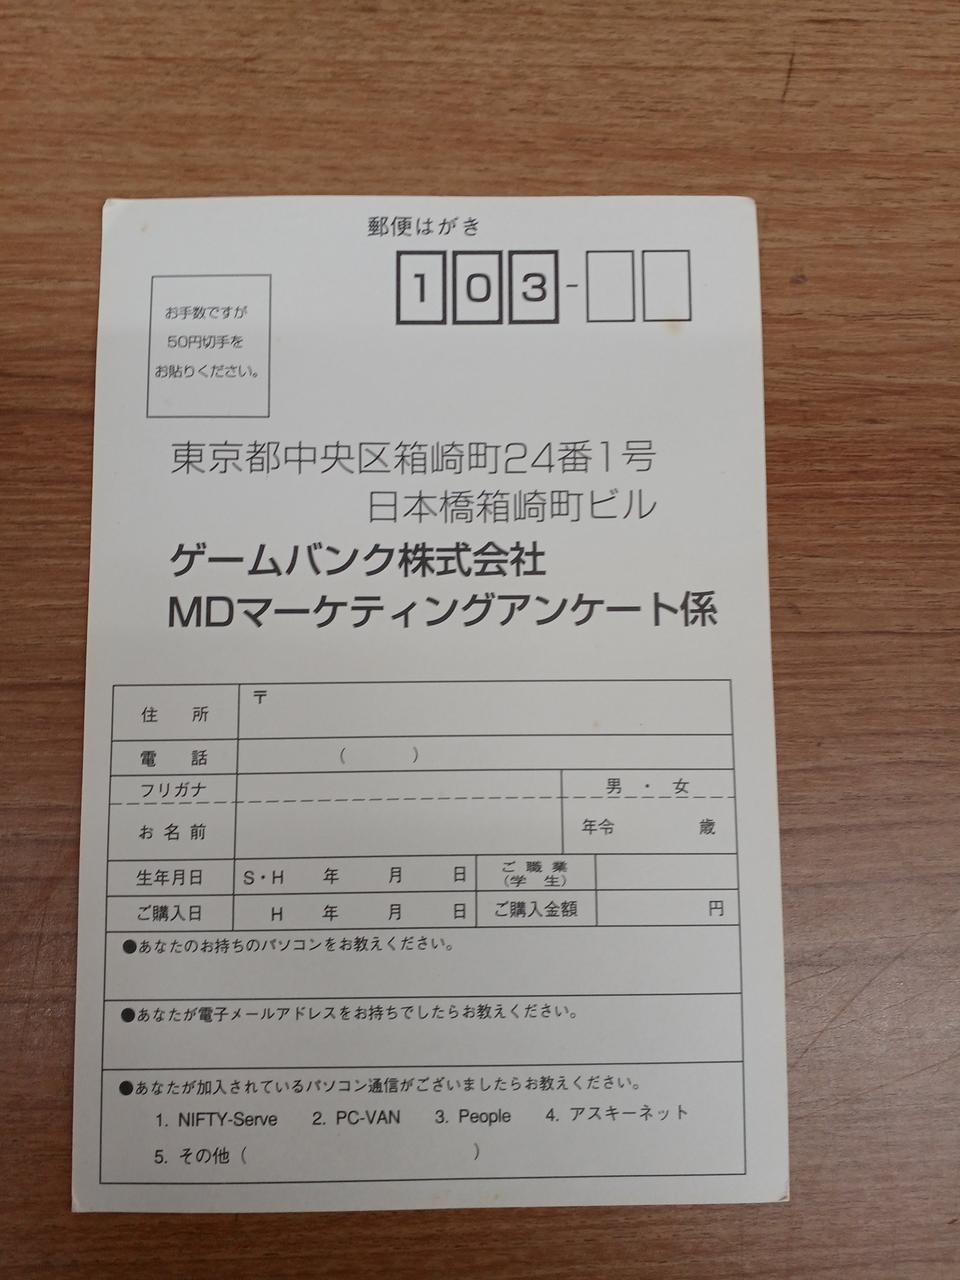 郵便はがき
103-
お手数ですが
50円切手を
お貼りください。
東京都中央区箱崎町24番1号
日本橋箱崎町ビル
ゲームバンク株式会社
MDマーケティングアンケート係
住　所　〒
電　話　(　　)
フリガナ　男・女
お名前　年令　歳
生年月日　S・H　年　月　日　ご職業
(学　生)
ご購入日　H　年　月　日　ご購入金額　円
●あなたのお持ちのパソコンをお教えください。
●あなたが電子メールアドレスをお持ちでしたらお教えください。
●あなたが加入されているパソコン通信がございましたらお教えください。
1. NIFTY-Serve　2. PC-VAN　3. People　4. アスキーネット
5. その他 (　　)